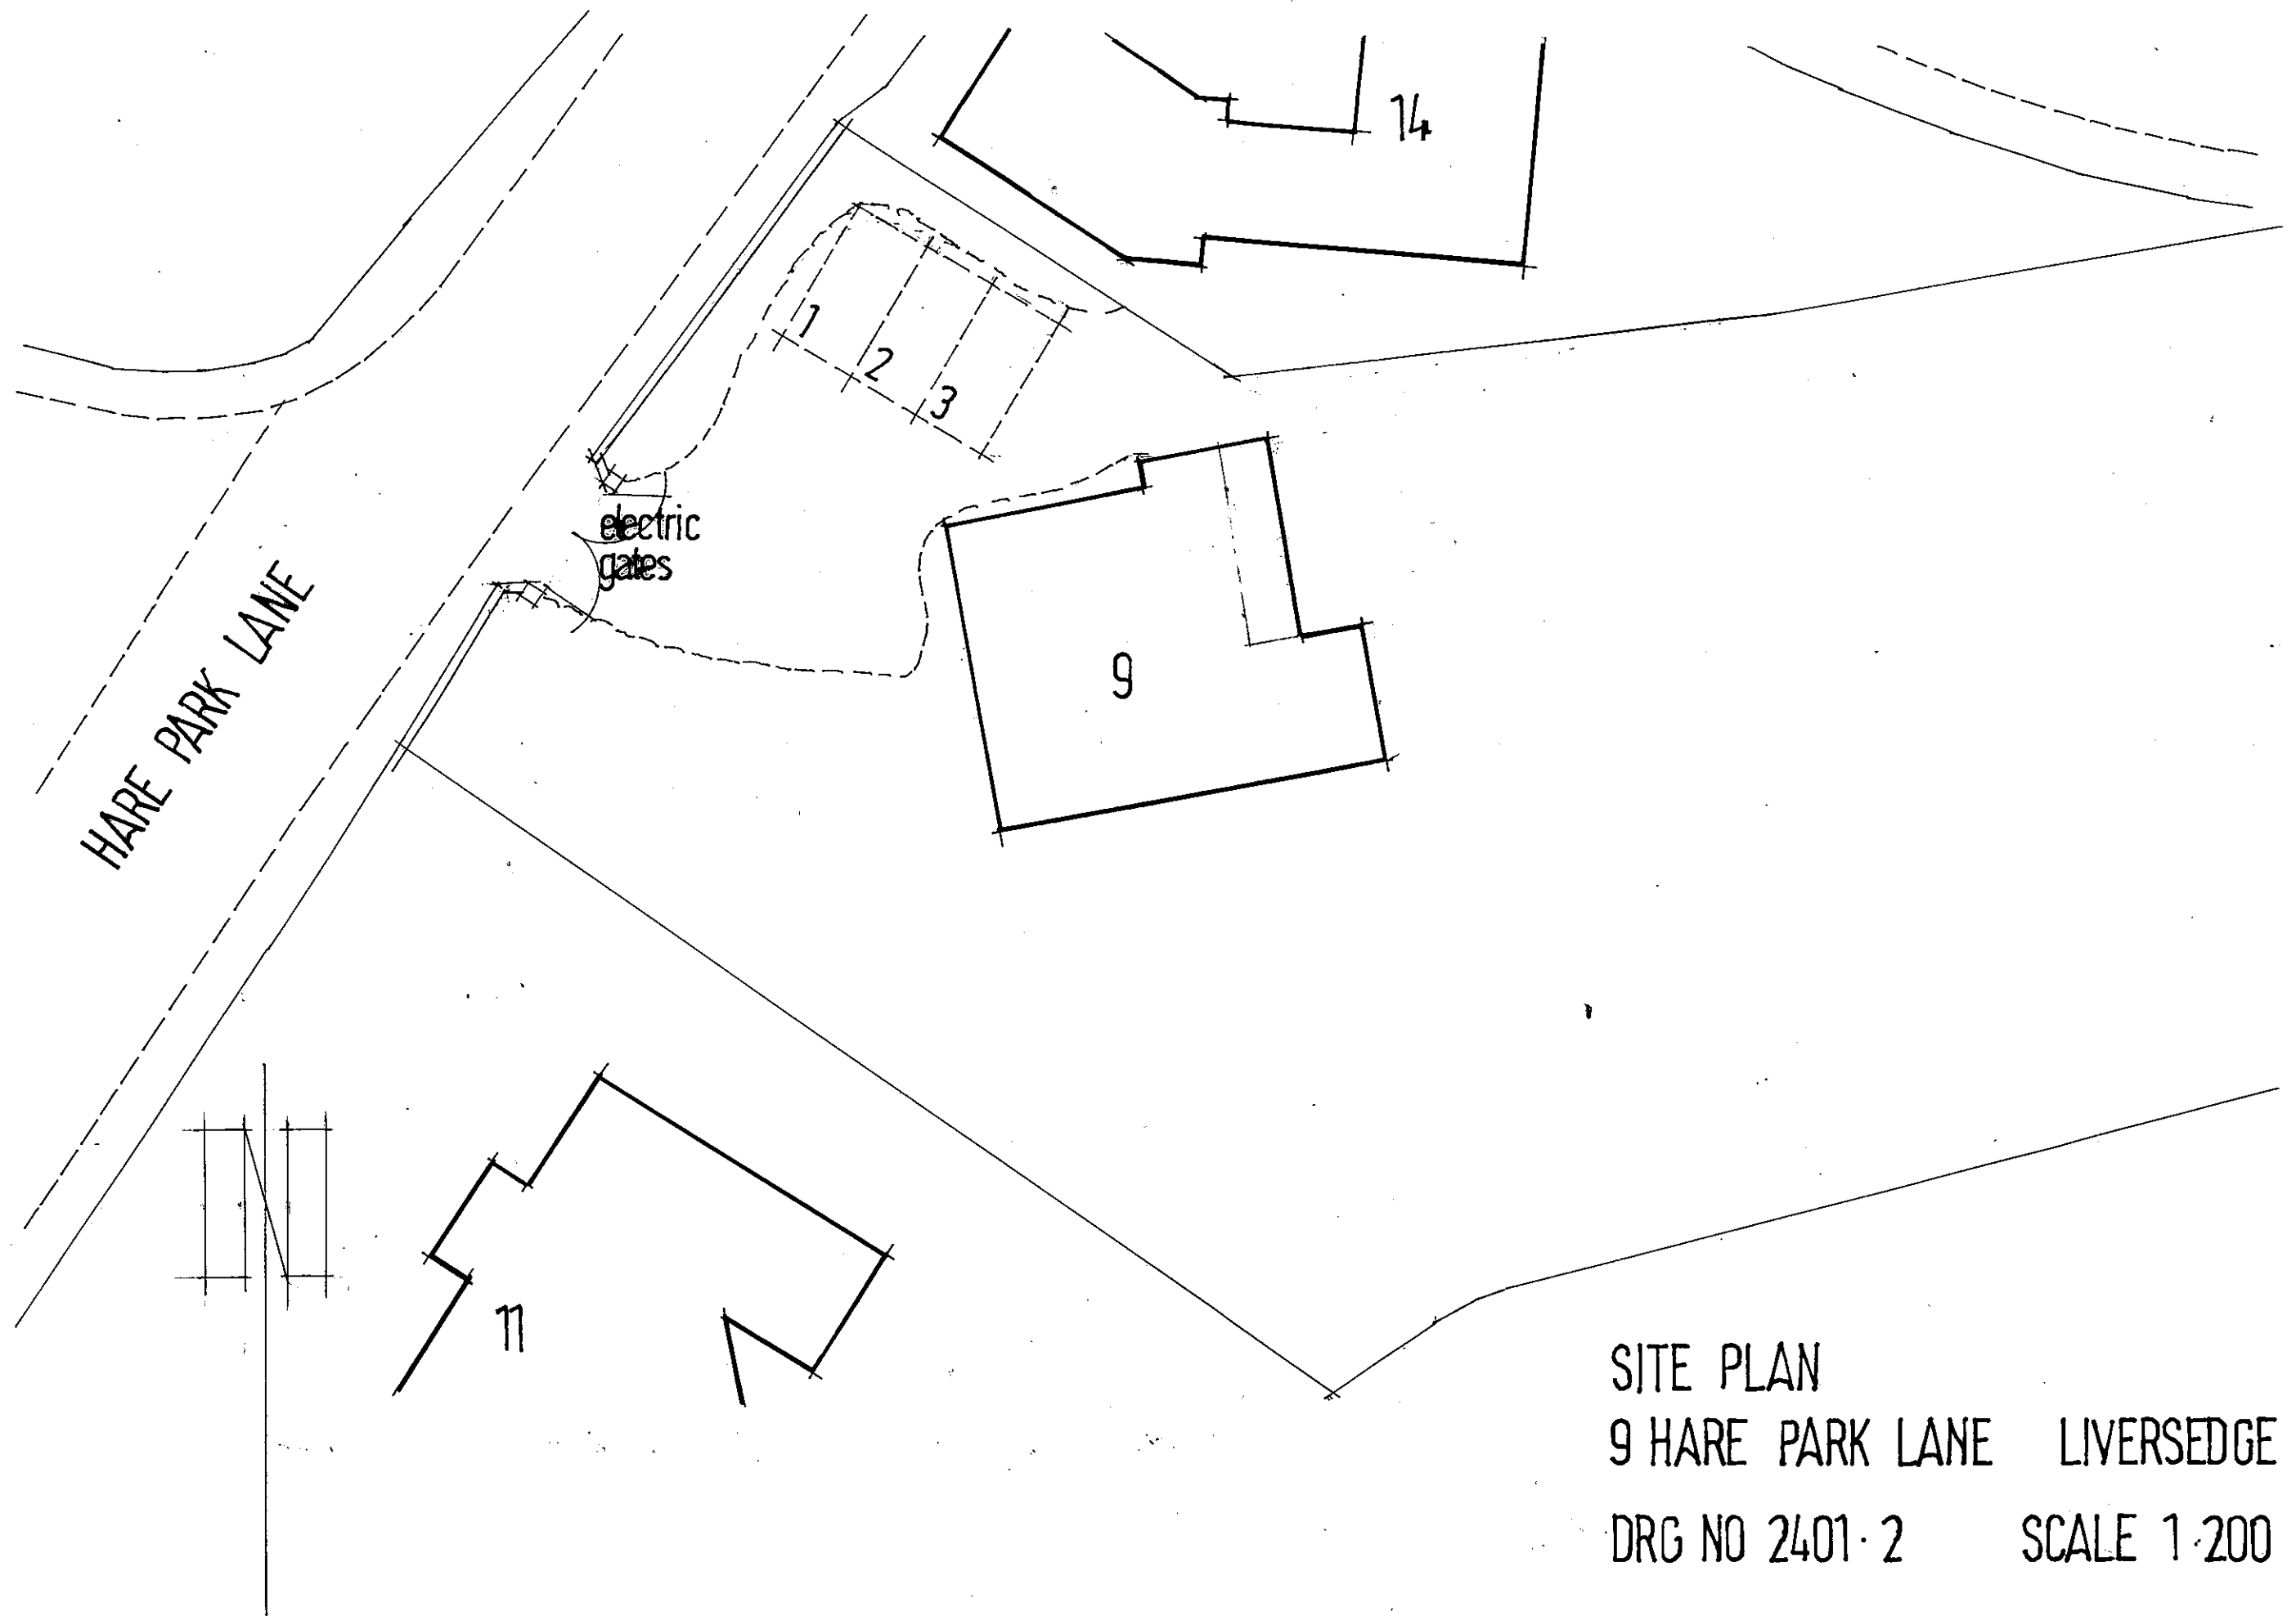 14
1
2
3
electric
gates
HARE PARK LANE
9
N
11
SITE PLAN
9 HARE PARK LANE LIVERSEDGE
DRG NO 2401·2 SCALE 1·200